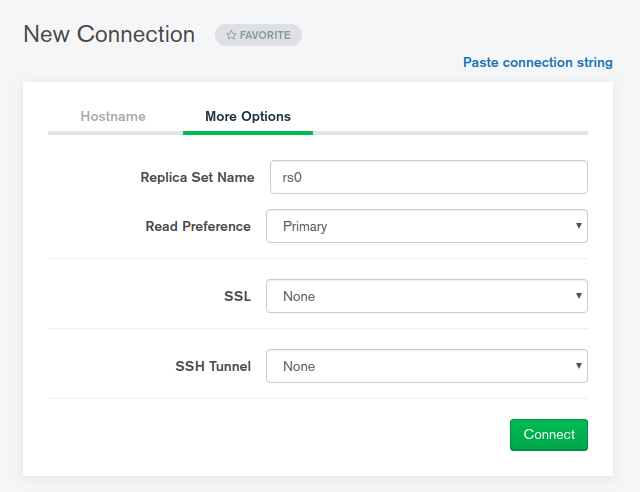 New Connection
FAVORITE
Paste connection string
Hostname More Options
Replica Set Name rs0
Read Preference Primary
SSL None
SSH Tunnel None
Connect